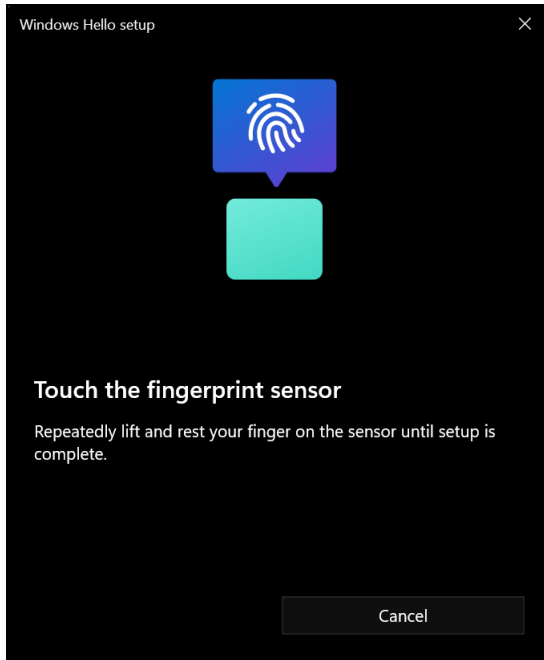 Windows Hello setup
Touch the fingerprint sensor
Repeatedly lift and rest your finger on the sensor until setup is
complete.
Cancel